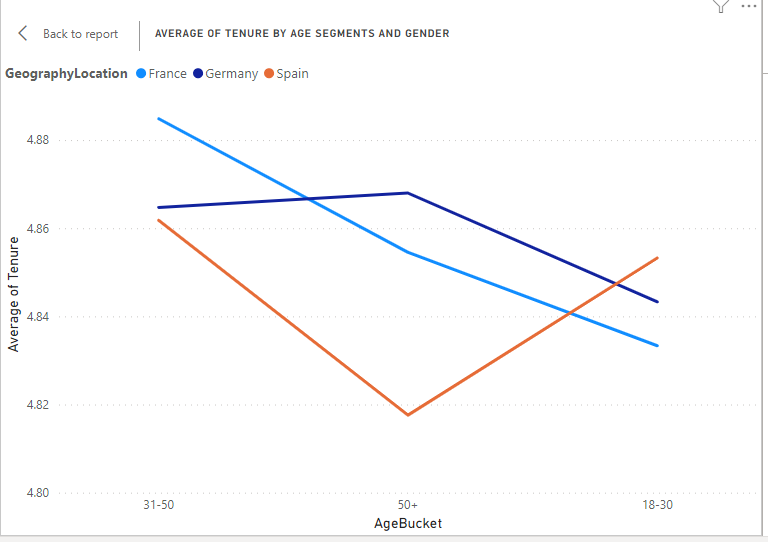 Back to report
AVERAGE OF TENURE BY AGE SEGMENTS AND GENDER
GeographyLocation France Germany Spain
4.88
4.86
4.84
4.82
4.80
Average of Tenure
31-50 50+ 18-30
AgeBucket